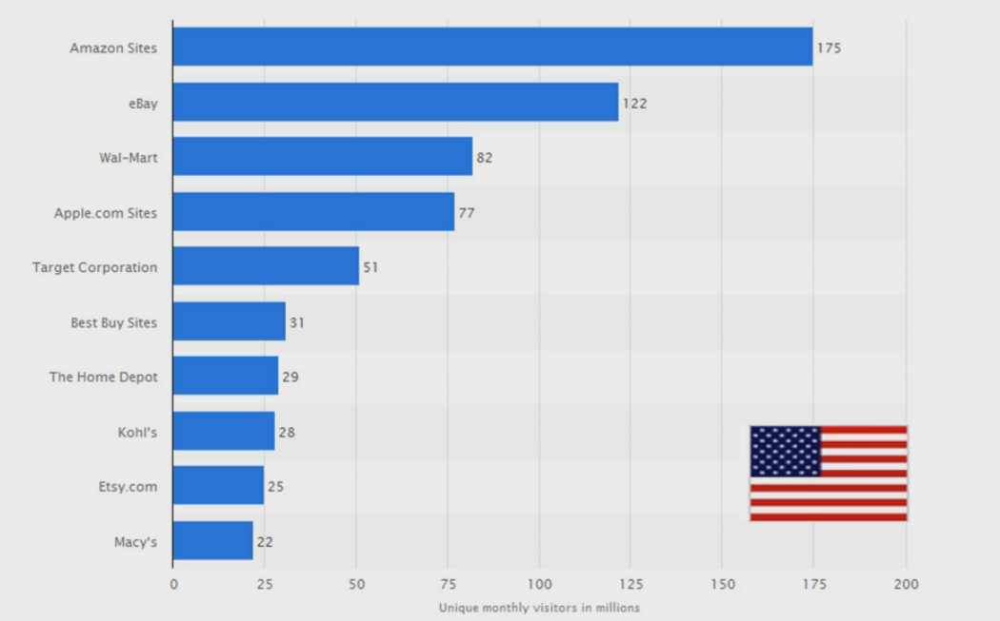 Amazon Sites 175
eBay 122
Wal-Mart 82
Apple.com Sites 77
Target Corporation 51
Best Buy Sites 31
The Home Depot 29
Kohl's 28
Etsy.com 25
Macy's 22
0 25 50 75 100 125 150 175 200
Unique monthly visitors in millions